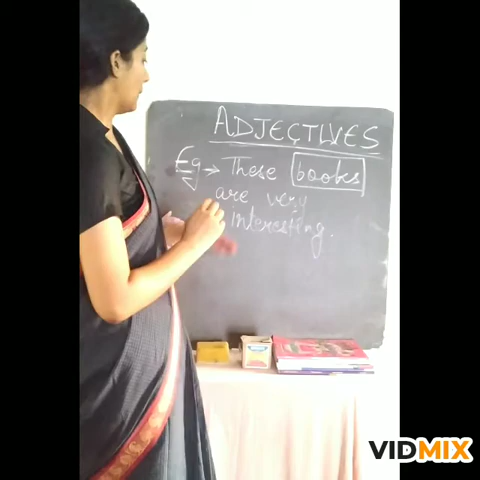 ADJECTIVES
Eg → These books
are very
interesting.
VIDMIX